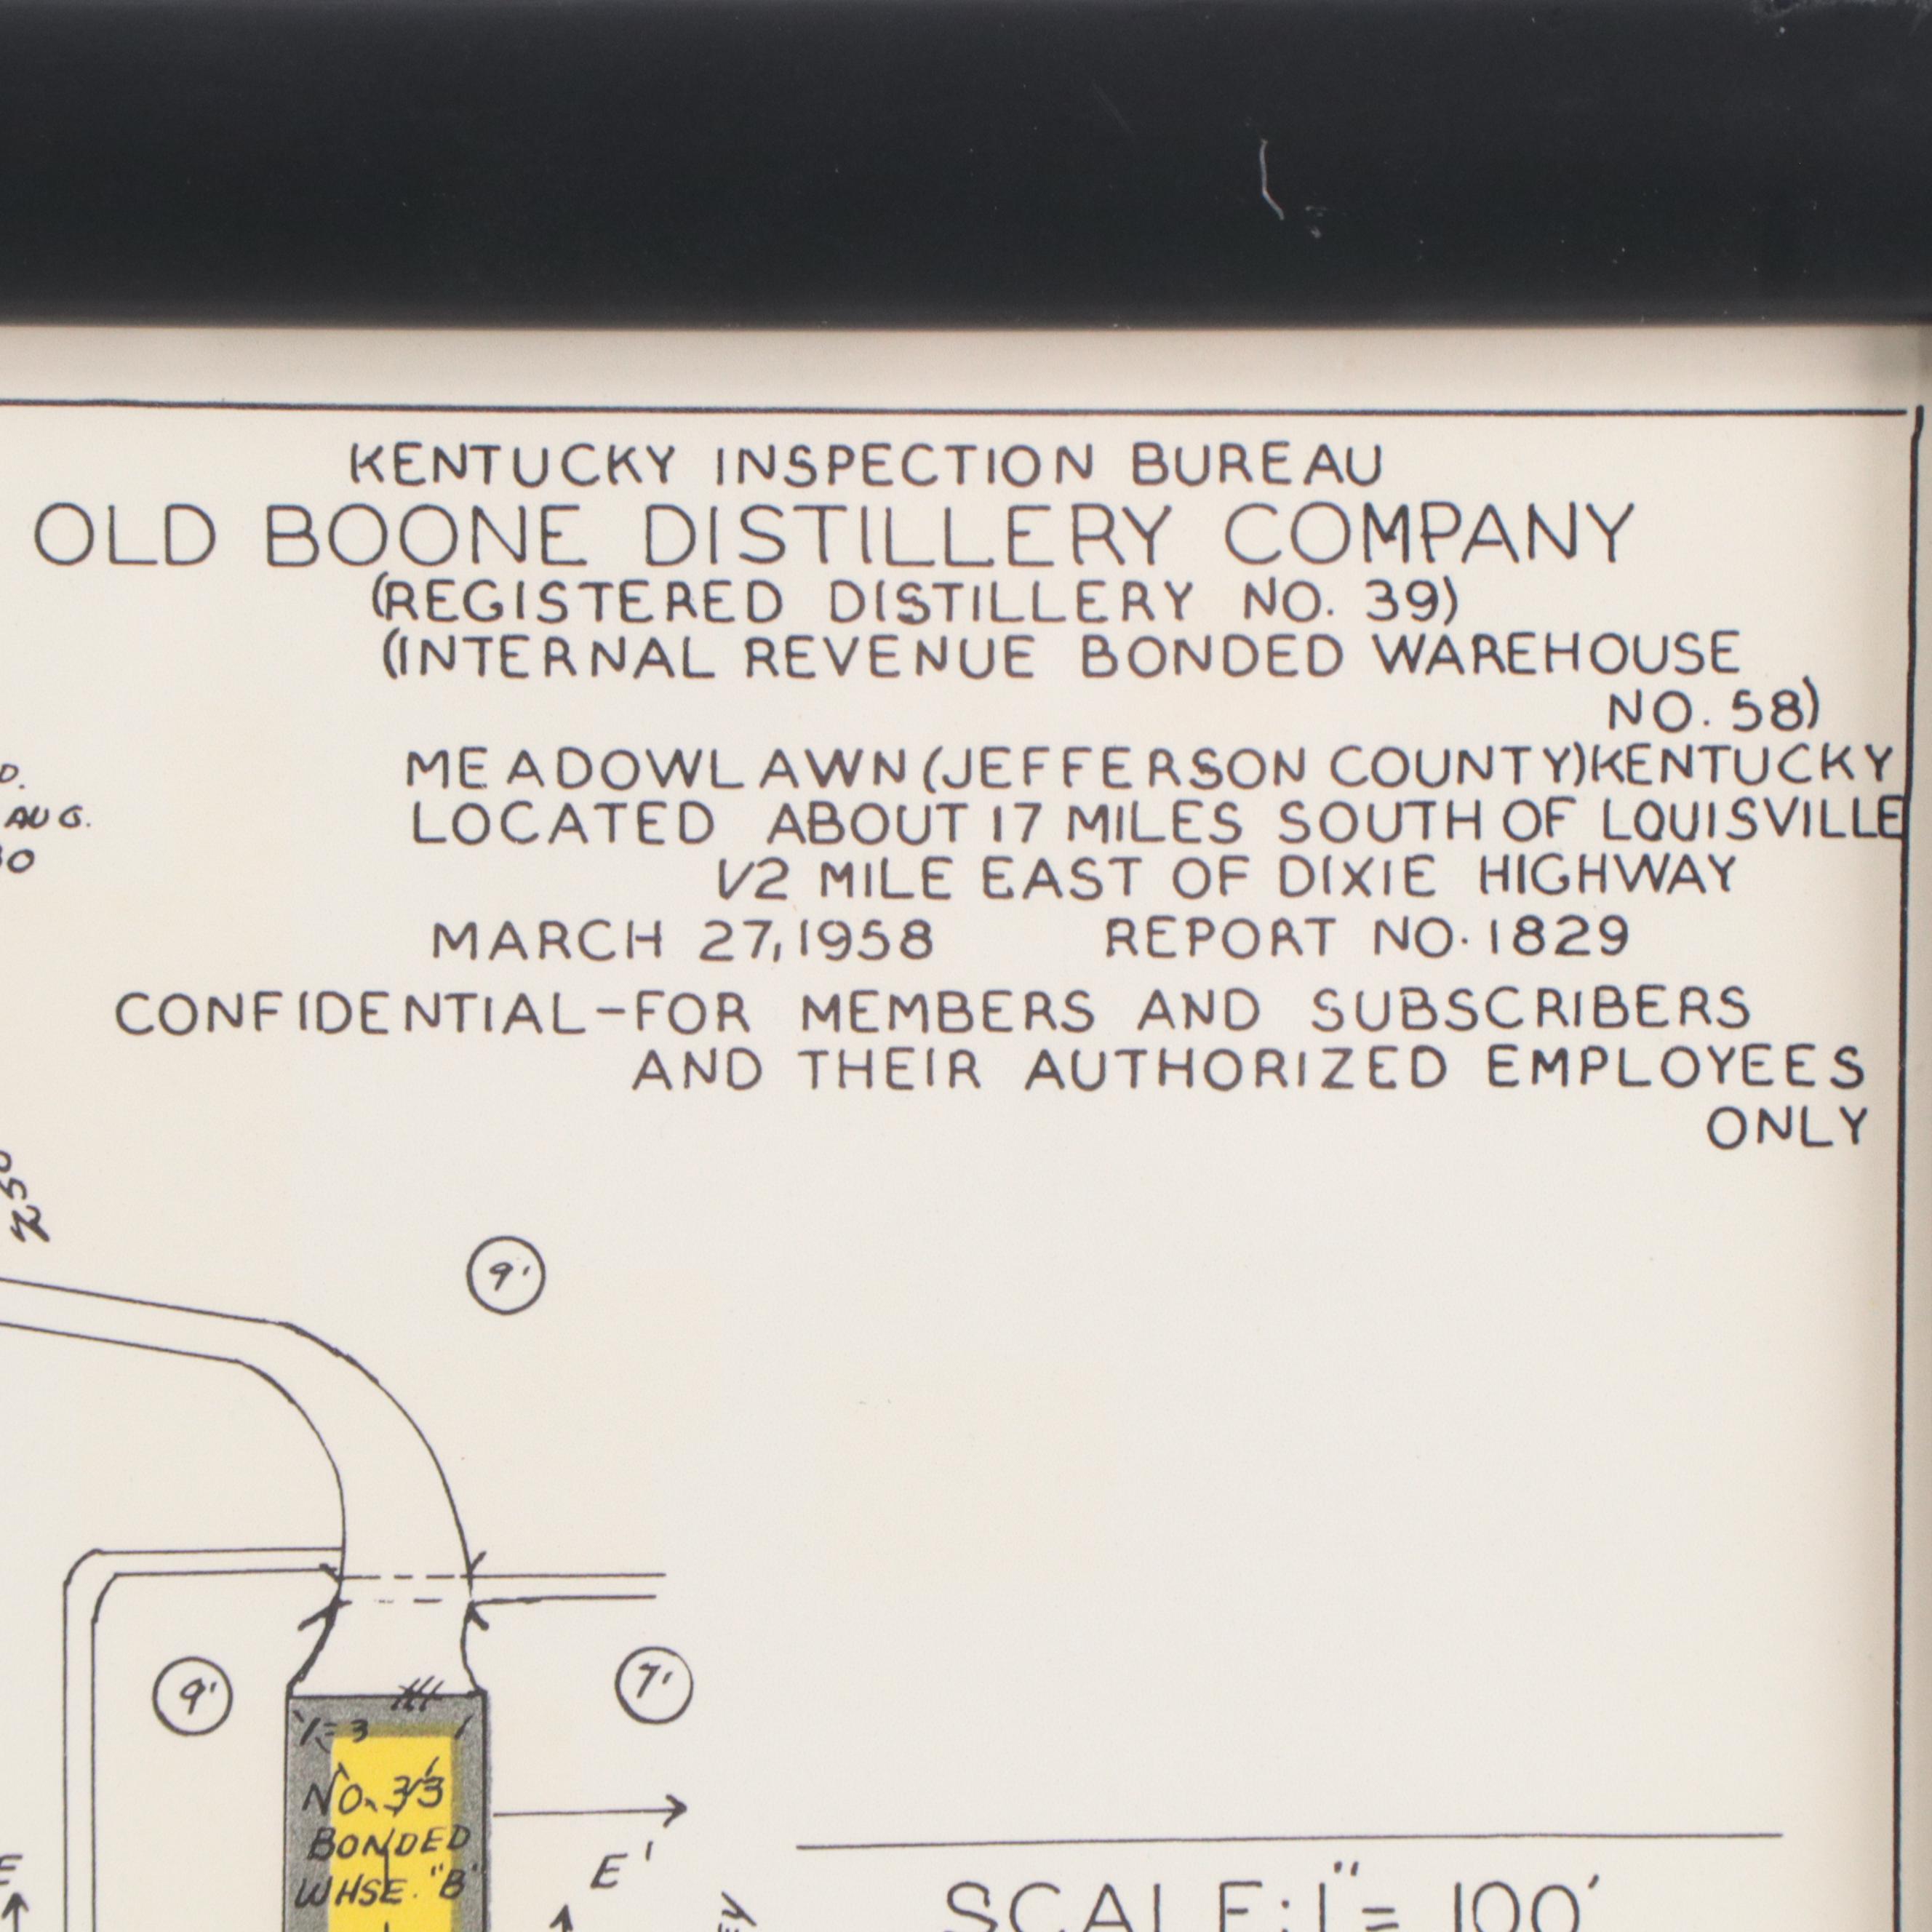 KENTUCKY INSPECTION BUREAU
OLD BOONE DISTILLERY COMPANY
(REGISTERED DISTILLERY NO. 39)
(INTERNAL REVENUE BONDED WAREHOUSE
NO. 58)
MEADOWLAWN (JEFFERSON COUNTY) KENTUCKY
LOCATED ABOUT 17 MILES SOUTH OF LOUISVILLE
1/2 MILE EAST OF DIXIE HIGHWAY
MARCH 27, 1958 REPORT NO. 1829
CONFIDENTIAL-FOR MEMBERS AND SUBSCRIBERS
AND THEIR AUTHORIZED EMPLOYEES
ONLY
D.
AUG.
9'
9'
7'
BONDED
WHSE. "B"
E'
SCALE: 1" = 100'